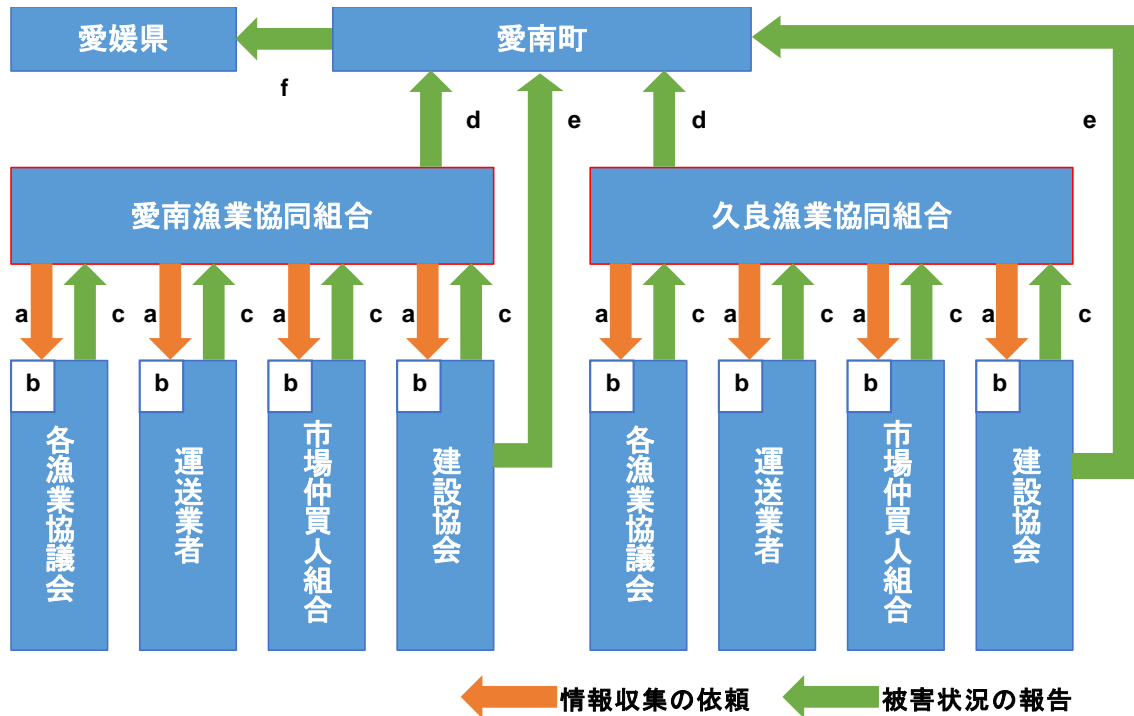 愛媛県
愛南町
f
d
e
d
e
愛南漁業協同組合
久良漁業協同組合
a
c
a
c
a
c
a
c
a
c
a
c
a
c
a
c
b
b
b
b
b
b
b
b
各漁業協議会
運送業者
市場仲買人組合
建設協会
各漁業協議会
運送業者
市場仲買人組合
建設協会
情報収集の依頼
被害状況の報告